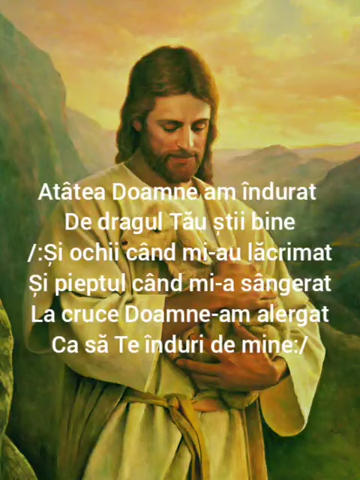 Atâtea Doamne am îndurat
De dragul Tău știi bine
/:Și ochii când mi-au lăcrimat
Și pieptul când mi-a sângerat
La cruce Doamne-am alergat
Ca să Te înduri de mine:/